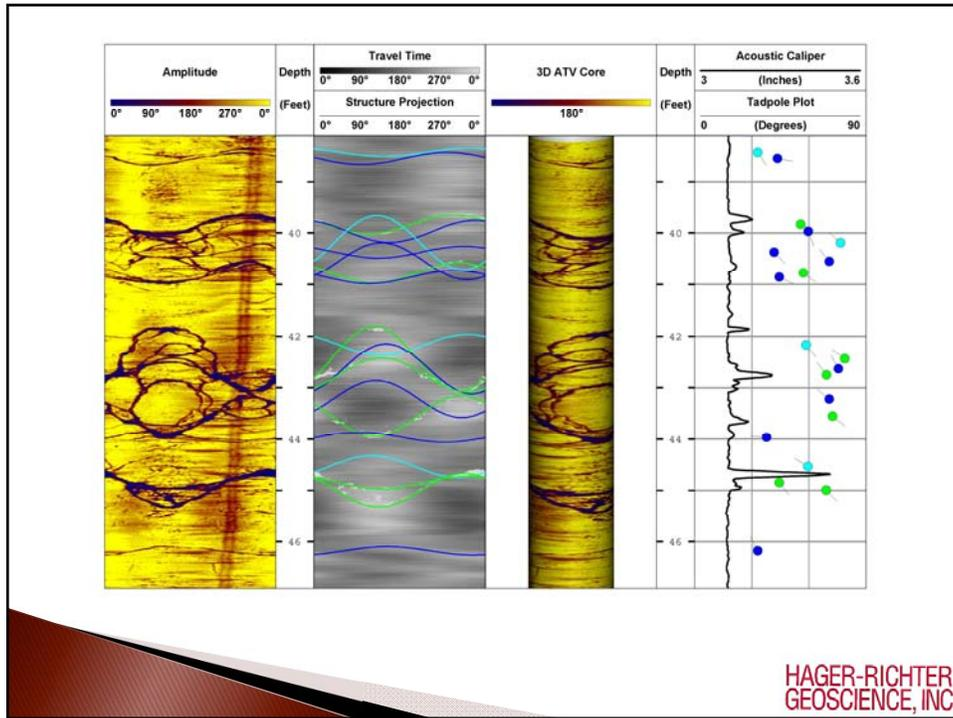 Amplitude
0° 90° 180° 270° 0°
Depth
(Feet)
Travel Time
0° 90° 180° 270° 0°
Structure Projection
0° 90° 180° 270° 0°
3D ATV Core
180°
Depth
(Feet)
Acoustic Caliper
3 (Inches) 3.6
Tadpole Plot
0 (Degrees) 90
40
42
44
46
40
42
44
46
HAGER-RICHTER
GEOSCIENCE, INC